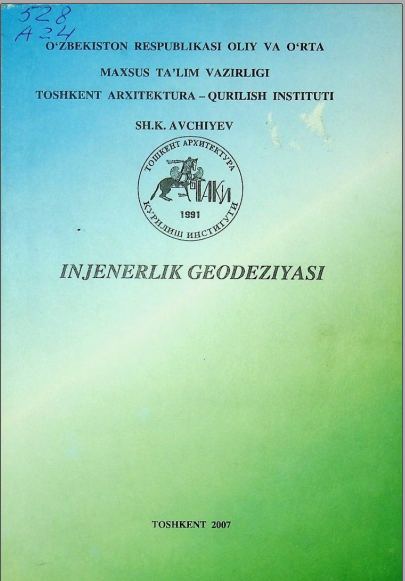 528
A 24
O‘ZBEKISTON RESPUBLIKASI OLIY VA O‘RTA
MAXSUS TA’LIM VAZIRLIGI
TOSHKENT ARXITEKTURA – QURILISH INSTITUTI
SH.K. AVCHIYEV
ТОШКЕНТ АРХИТЕКТУРА
ТАҚИ
1991
ҚУРИЛИШ ИНСТИТУТИ
INJENERLIK GEODEZIYASI
TOSHKENT 2007